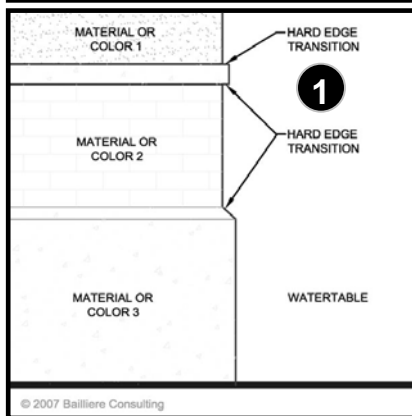 MATERIAL OR
COLOR 1
HARD EDGE
TRANSITION
1
MATERIAL OR
COLOR 2
HARD EDGE
TRANSITION
MATERIAL OR
COLOR 3
WATERTABLE
© 2007 Bailliere Consulting